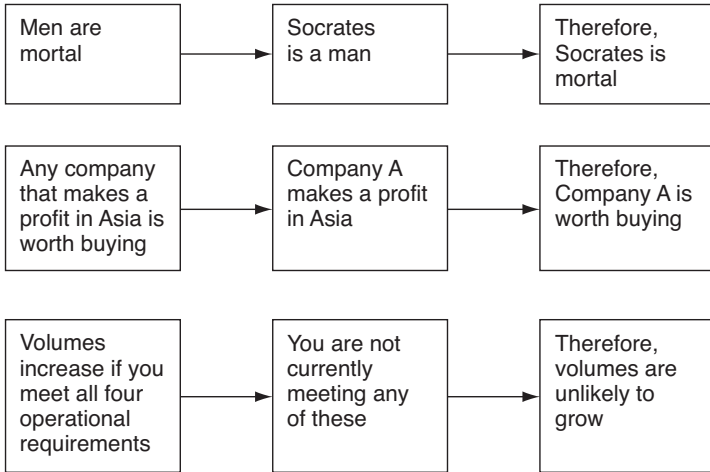 Men are
mortal
Socrates
is a man
Therefore,
Socrates is
mortal
Any company
that makes a
profit in Asia is
worth buying
Company A
makes a profit
in Asia
Therefore,
Company A is
worth buying
Volumes
increase if you
meet all four
operational
requirements
You are not
currently
meeting any
of these
Therefore,
volumes are
unlikely to
grow